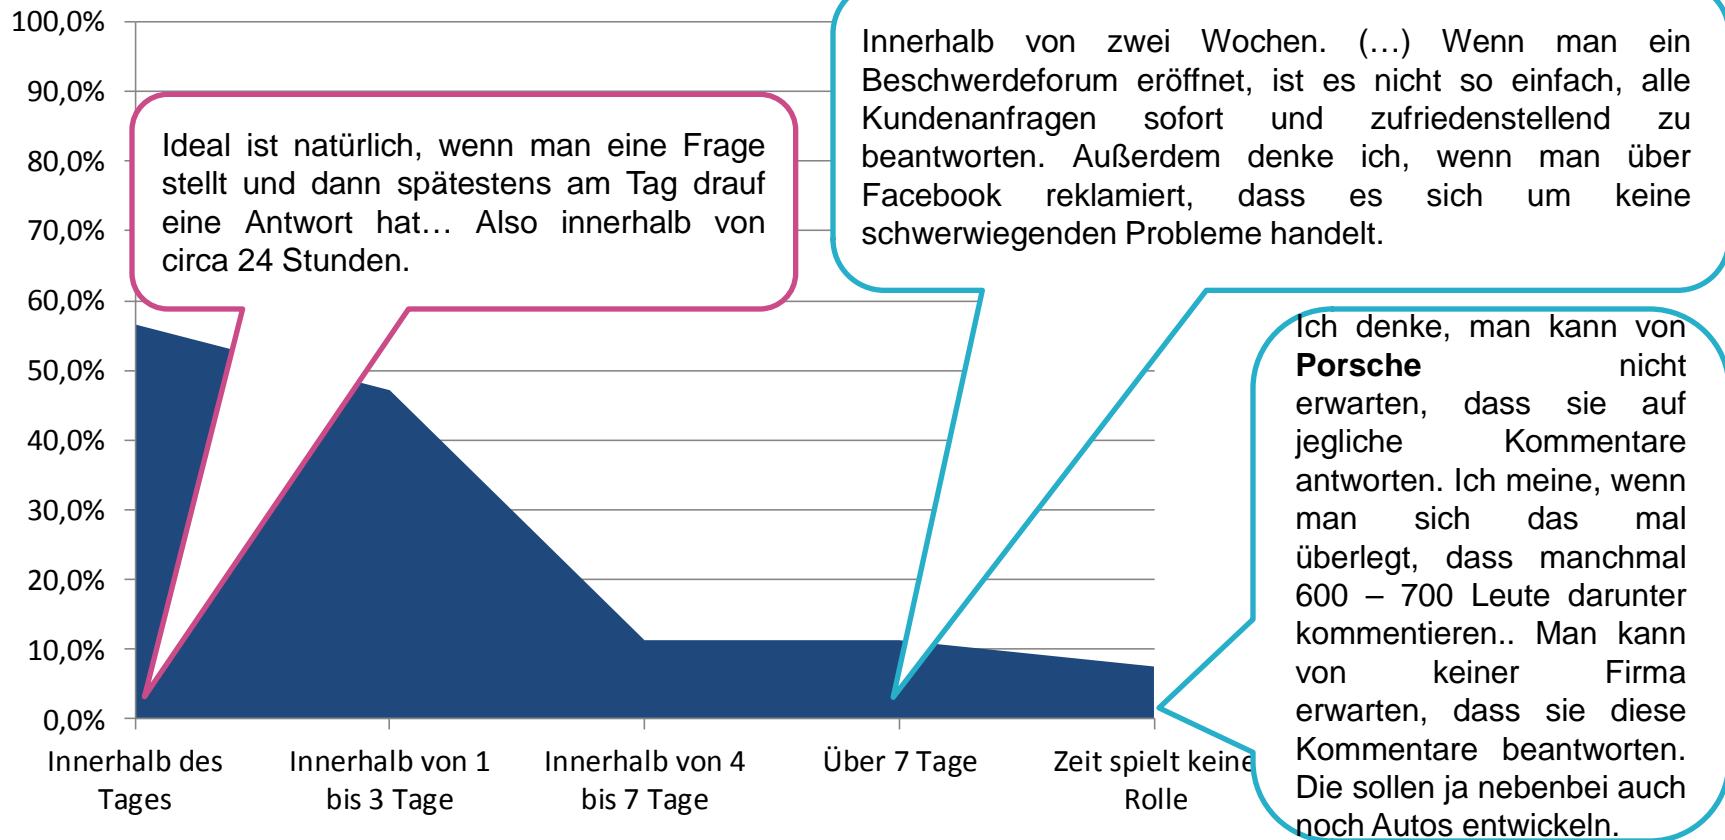 100,0%
90,0%
80,0%
70,0%
60,0%
50,0%
40,0%
30,0%
20,0%
10,0%
0,0%
Ideal ist natürlich, wenn man eine Frage
stellt und dann spätestens am Tag drauf
eine Antwort hat… Also innerhalb von
circa 24 Stunden.
Innerhalb von zwei Wochen. (…) Wenn man ein
Beschwerdeforum eröffnet, ist es nicht so einfach, alle
Kundenanfragen sofort und zufriedenstellend zu
beantworten. Außerdem denke ich, wenn man über
Facebook reklamiert, dass es sich um keine
schwerwiegenden Probleme handelt.
Ich denke, man kann von
Porsche nicht
erwarten, dass sie auf
jegliche Kommentare
antworten. Ich meine, wenn
man sich das mal
überlegt, dass manchmal
600 – 700 Leute darunter
kommentieren.. Man kann
von keiner Firma
erwarten, dass sie diese
Kommentare beantworten.
Die sollen ja nebenbei auch
noch Autos entwickeln.
Innerhalb des
Tages
Innerhalb von 1
bis 3 Tage
Innerhalb von 4
bis 7 Tage
Über 7 Tage
Zeit spielt keine
Rolle